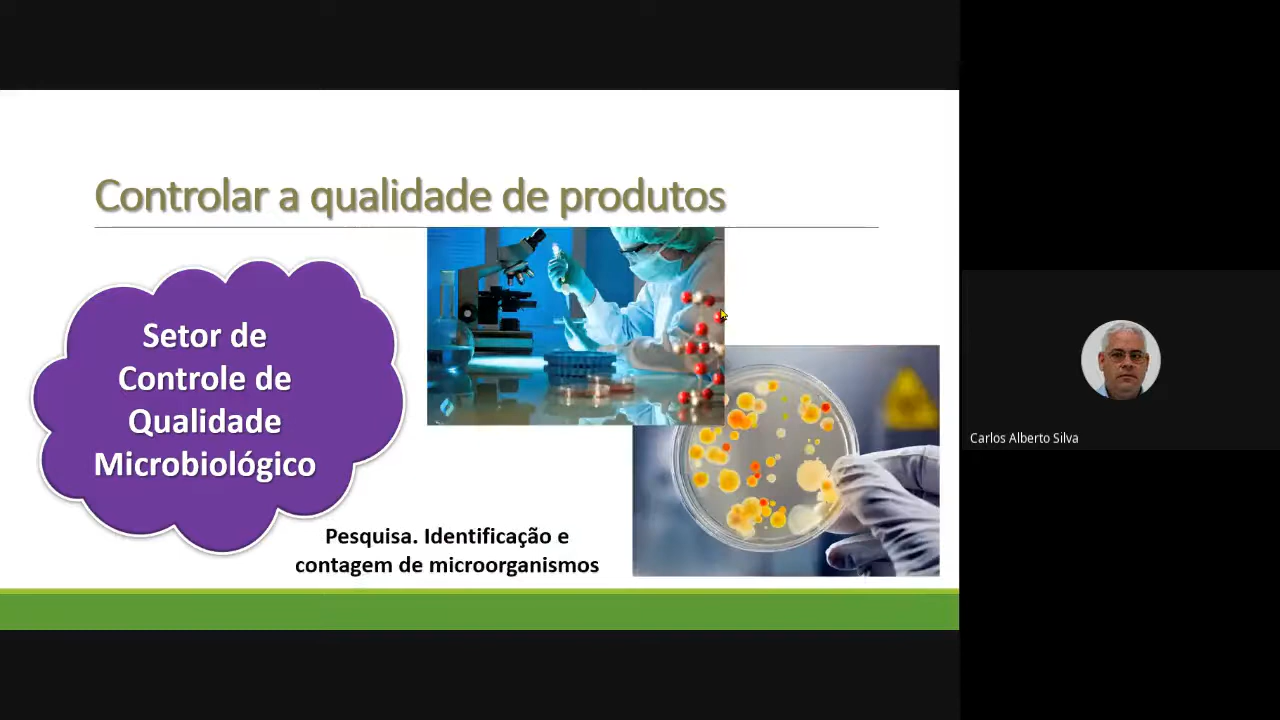 Controlar a qualidade de produtos
Setor de
Controle de
Qualidade
Microbiológico
Pesquisa. Identificação e
contagem de microorganismos
Carlos Alberto Silva